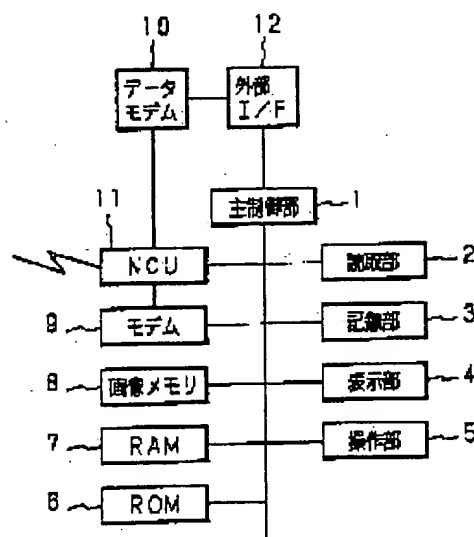 10
12
データ
モデム
外部
I/F
主制御部
1
11
NCU
読取部
2
9
モデム
記録部
3
8
画像メモリ
表示部
4
7
RAM
操作部
5
6
ROM